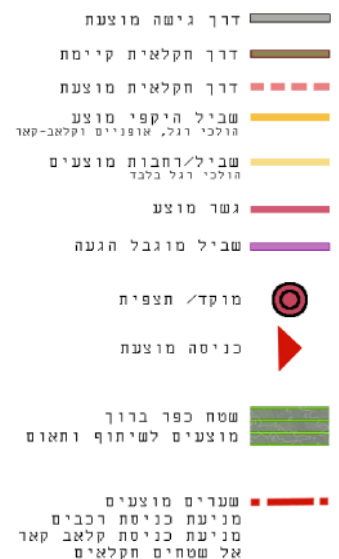 דרך גישה מוצעת
דרך חקלאית קיימת
דרך חקלאית מוצעת
שביל היקפי מוצע
הולכי רגל, אופניים וקלאב-קאר
שביל/רחבות מוצעים
הולכי רגל בלבד
גשר מוצע
שביל מוגבל הגעה
מוקד/ תצפית
כניסה מוצעת
שטח כפר ברוך
מוצעים לשיתוף ותאום
שערים מוצעים
מניעת כניסת רכבים
מניעת כניסת קלאב קאר
אל שטחים חקלאים